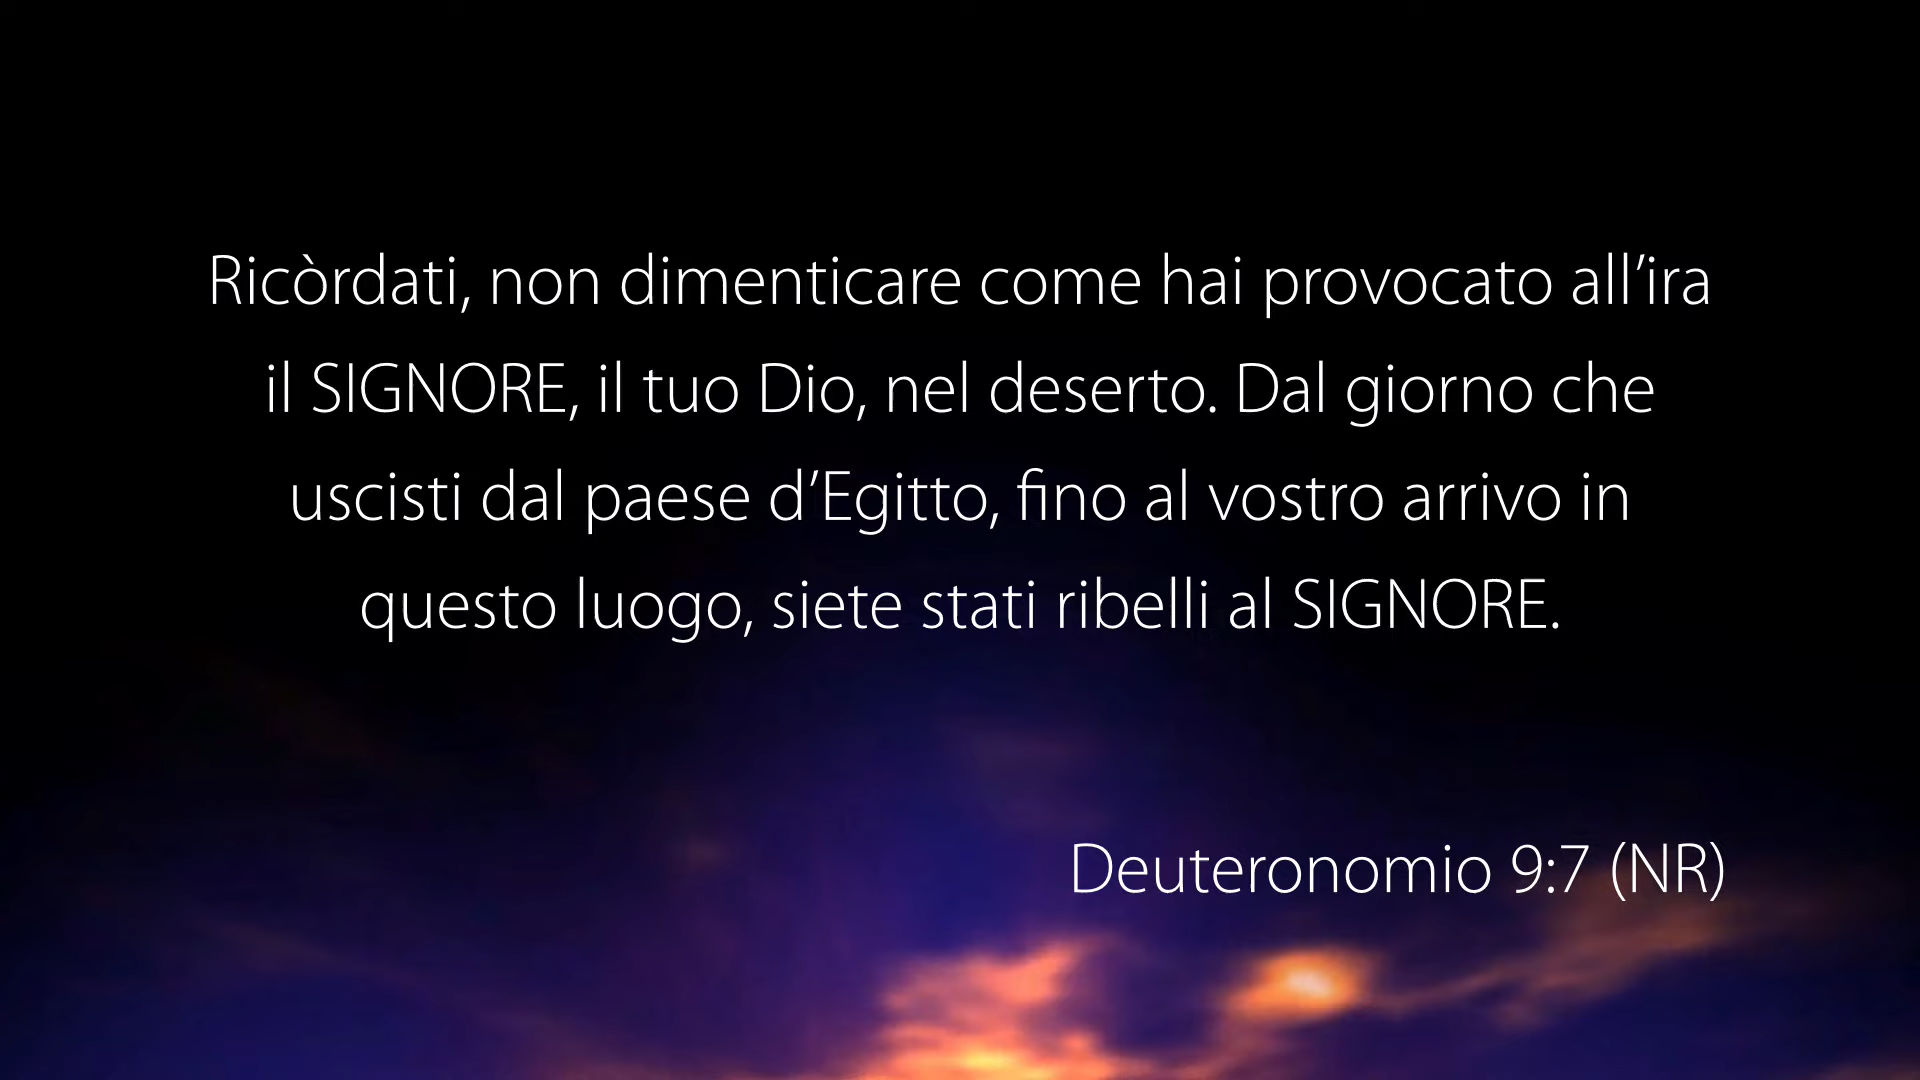 Ricòrdati, non dimenticare come hai provocato all’ira
il SIGNORE, il tuo Dio, nel deserto. Dal giorno che
uscisti dal paese d’Egitto, fino al vostro arrivo in
questo luogo, siete stati ribelli al SIGNORE.
Deuteronomio 9:7 (NR)